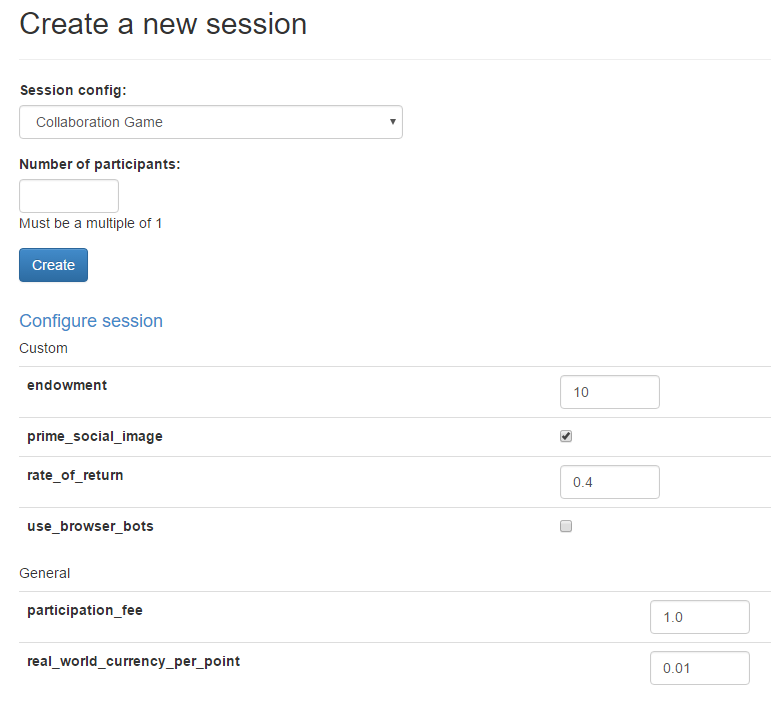 Create a new session
Session config:
Collaboration Game
Number of participants:
Must be a multiple of 1
Create
Configure session
Custom
endowment 10
prime_social_image
rate_of_return 0.4
use_browser_bots
General
participation_fee 1.0
real_world_currency_per_point 0.01